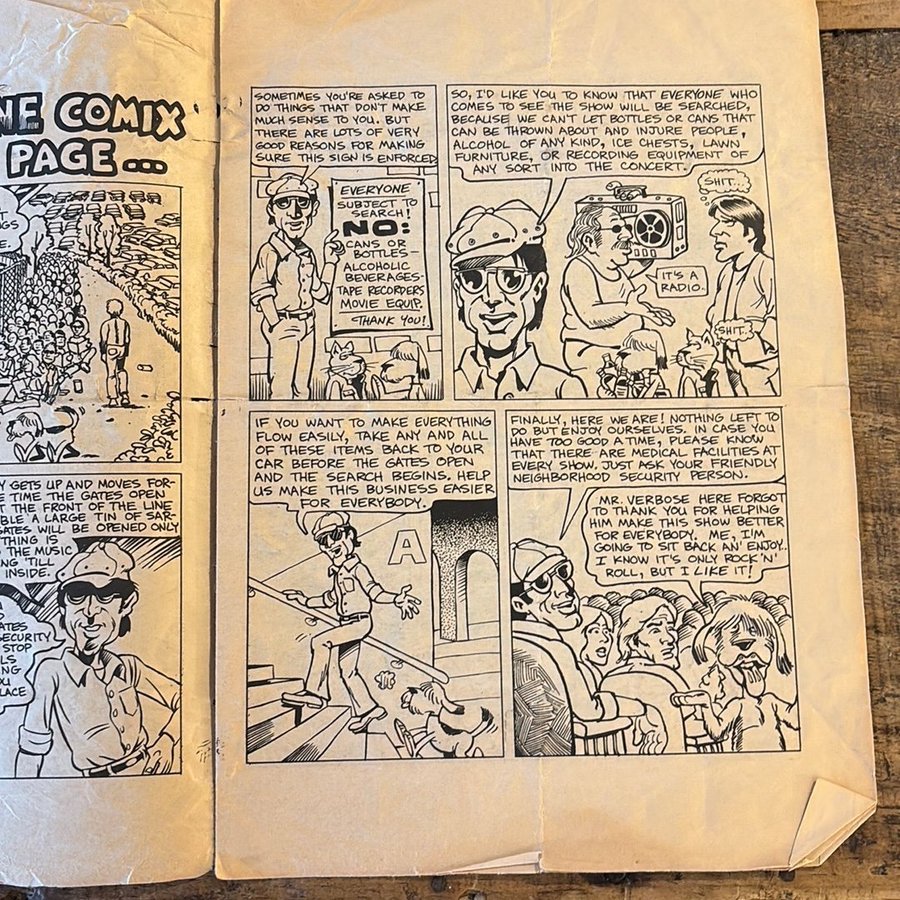 NE COMIX
PAGE...
GS
E.
Y GETS UP AND MOVES FOR-
E TIME THE GATES OPEN
T THE FRONT OF THE LINE
BLE A LARGE TIN OF SAR-
GATES WILL BE OPENED ONLY
THING IS
THE MUSIC
NG 'TILL
INSIDE.
ATES
SECURITY
STOP
LS
NG
OU
LACE
SOMETIMES YOU'RE ASKED TO
DO THINGS THAT DON'T MAKE
MUCH SENSE TO YOU. BUT
THERE ARE LOTS OF VERY
GOOD REASONS FOR MAKING
SURE THIS SIGN IS ENFORCED.
EVERYONE
SUBJECT TO
SEARCH!
NO:
CANS OR
BOTTLES-
ALCOHOLIC
BEVERAGES-
TAPE RECORDERS
MOVIE EQUIP.
THANK YOU!
SO, I'D LIKE YOU TO KNOW THAT EVERYONE WHO
COMES TO SEE THE SHOW WILL BE SEARCHED,
BECAUSE WE CAN'T LET BOTTLES OR CANS THAT
CAN BE THROWN ABOUT AND INJURE PEOPLE,
ALCOHOL OF ANY KIND, ICE CHESTS, LAWN
FURNITURE, OR RECORDING EQUIPMENT OF
ANY SORT INTO THE CONCERT.
SHIT...
IT'S A
RADIO.
SHIT.
IF YOU WANT TO MAKE EVERYTHING
FLOW EASILY, TAKE ANY AND ALL
OF THESE ITEMS BACK TO YOUR
CAR BEFORE THE GATES OPEN
AND THE SEARCH BEGINS. HELP
US MAKE THIS BUSINESS EASIER
FOR EVERYBODY.
A
FINALLY, HERE WE ARE! NOTHING LEFT TO
DO BUT ENJOY OURSELVES. IN CASE YOU
HAVE TOO GOOD A TIME, PLEASE KNOW
THAT THERE ARE MEDICAL FACILITIES AT
EVERY SHOW. JUST ASK YOUR FRIENDLY
NEIGHBORHOOD SECURITY PERSON.
MR. VERBOSE HERE FORGOT
TO THANK YOU FOR HELPING
HIM MAKE THIS SHOW BETTER
FOR EVERYBODY. ME, I'M
GOING TO SIT BACK AN' ENJOY..
I KNOW IT'S ONLY ROCK 'N'
ROLL, BUT I LIKE IT!